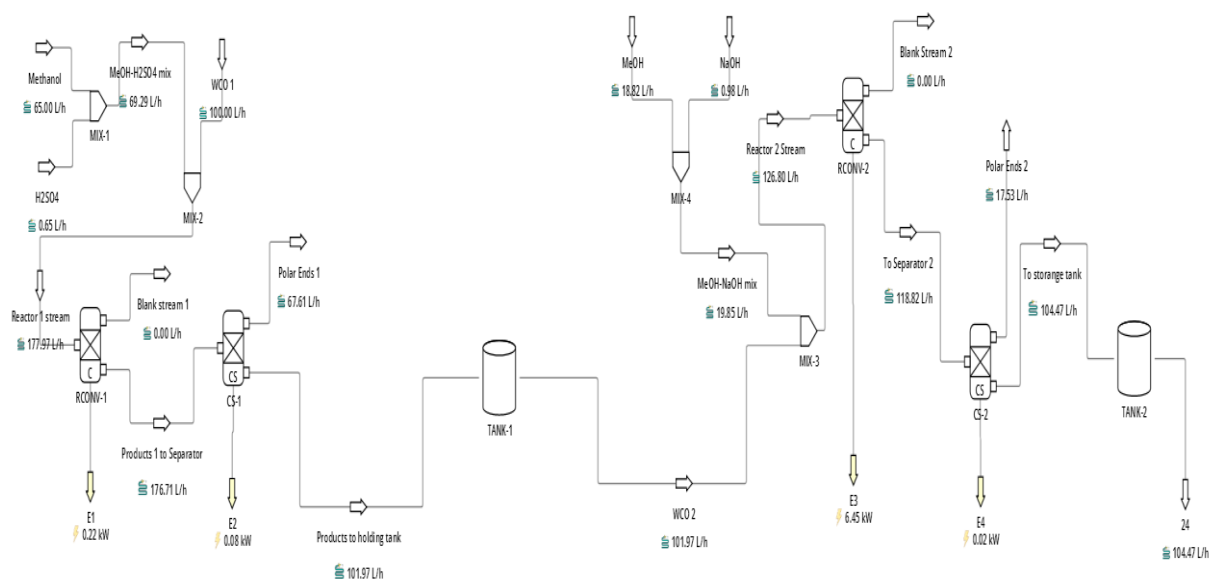 Methanol
65.00 L/h
MeOH-H2SO4 mix
69.29 L/h
WCO 1
100.00 L/h
MIX-1
H2SO4
0.65 L/h
MIX-2
Reactor 1 stream
177.97 L/h
C
RCONV-1
Blank stream 1
0.00 L/h
E1
0.22 kW
Products 1 to Separator
176.71 L/h
Polar Ends 1
67.61 L/h
CS
CS-1
E2
0.08 kW
Products to holding tank
101.97 L/h
TANK-1
WCO 2
101.97 L/h
MeOH
18.82 L/h
NaOH
0.98 L/h
MIX-4
MeOH-NaOH mix
19.85 L/h
MIX-3
Reactor 2 Stream
126.80 L/h
C
RCONV-2
Blank Stream 2
0.00 L/h
E3
6.45 kW
To Separator 2
118.82 L/h
Polar Ends 2
17.53 L/h
CS
CS-2
E4
0.02 kW
To storange tank
104.47 L/h
TANK-2
24
104.47 L/h